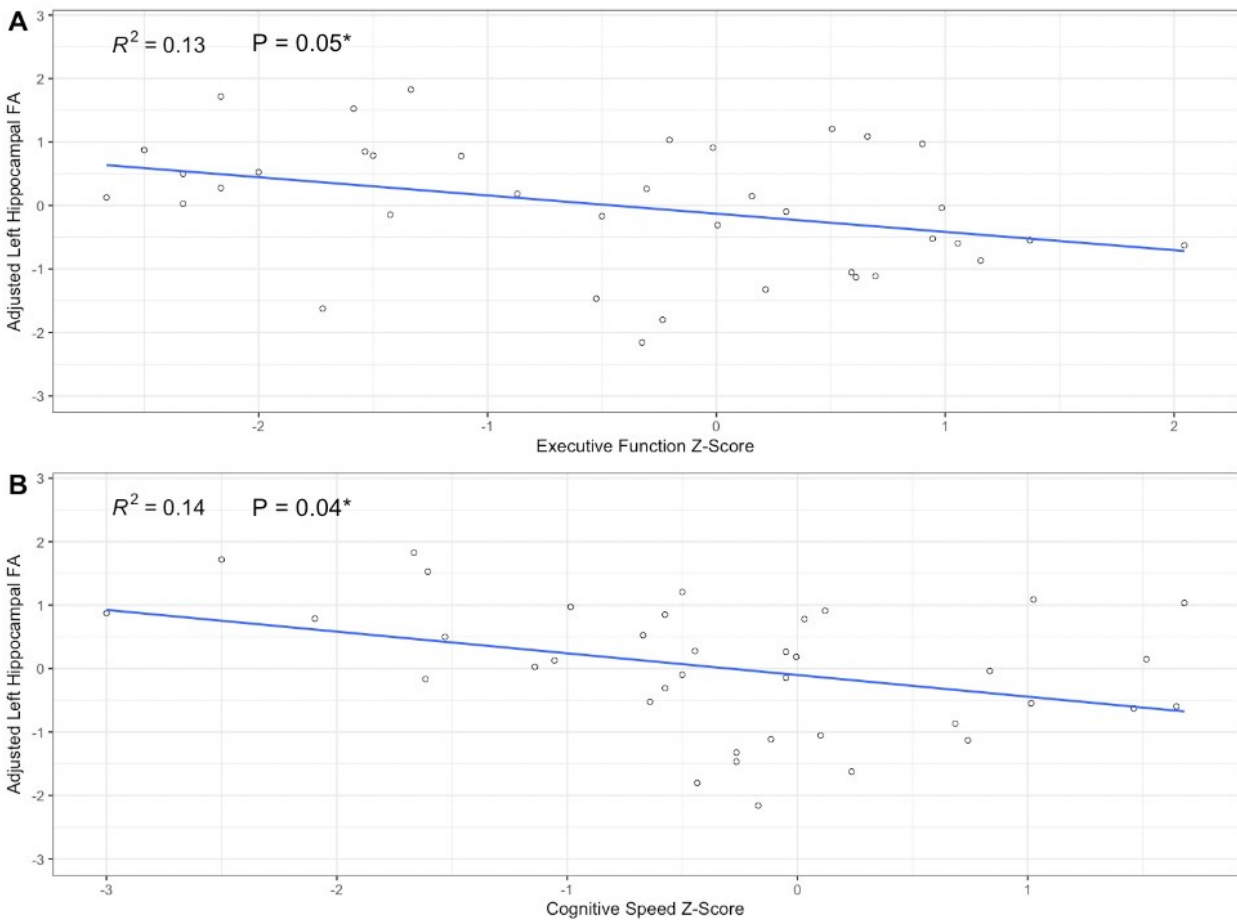 A
R² = 0.13 P = 0.05*
Adjusted Left Hippocampal FA
3
2
1
0
-1
-2
-3
-2 -1 0 1 2
Executive Function Z-Score
B
R² = 0.14 P = 0.04*
Adjusted Left Hippocampal FA
3
2
1
0
-1
-2
-3
-3 -2 -1 0 1
Cognitive Speed Z-Score